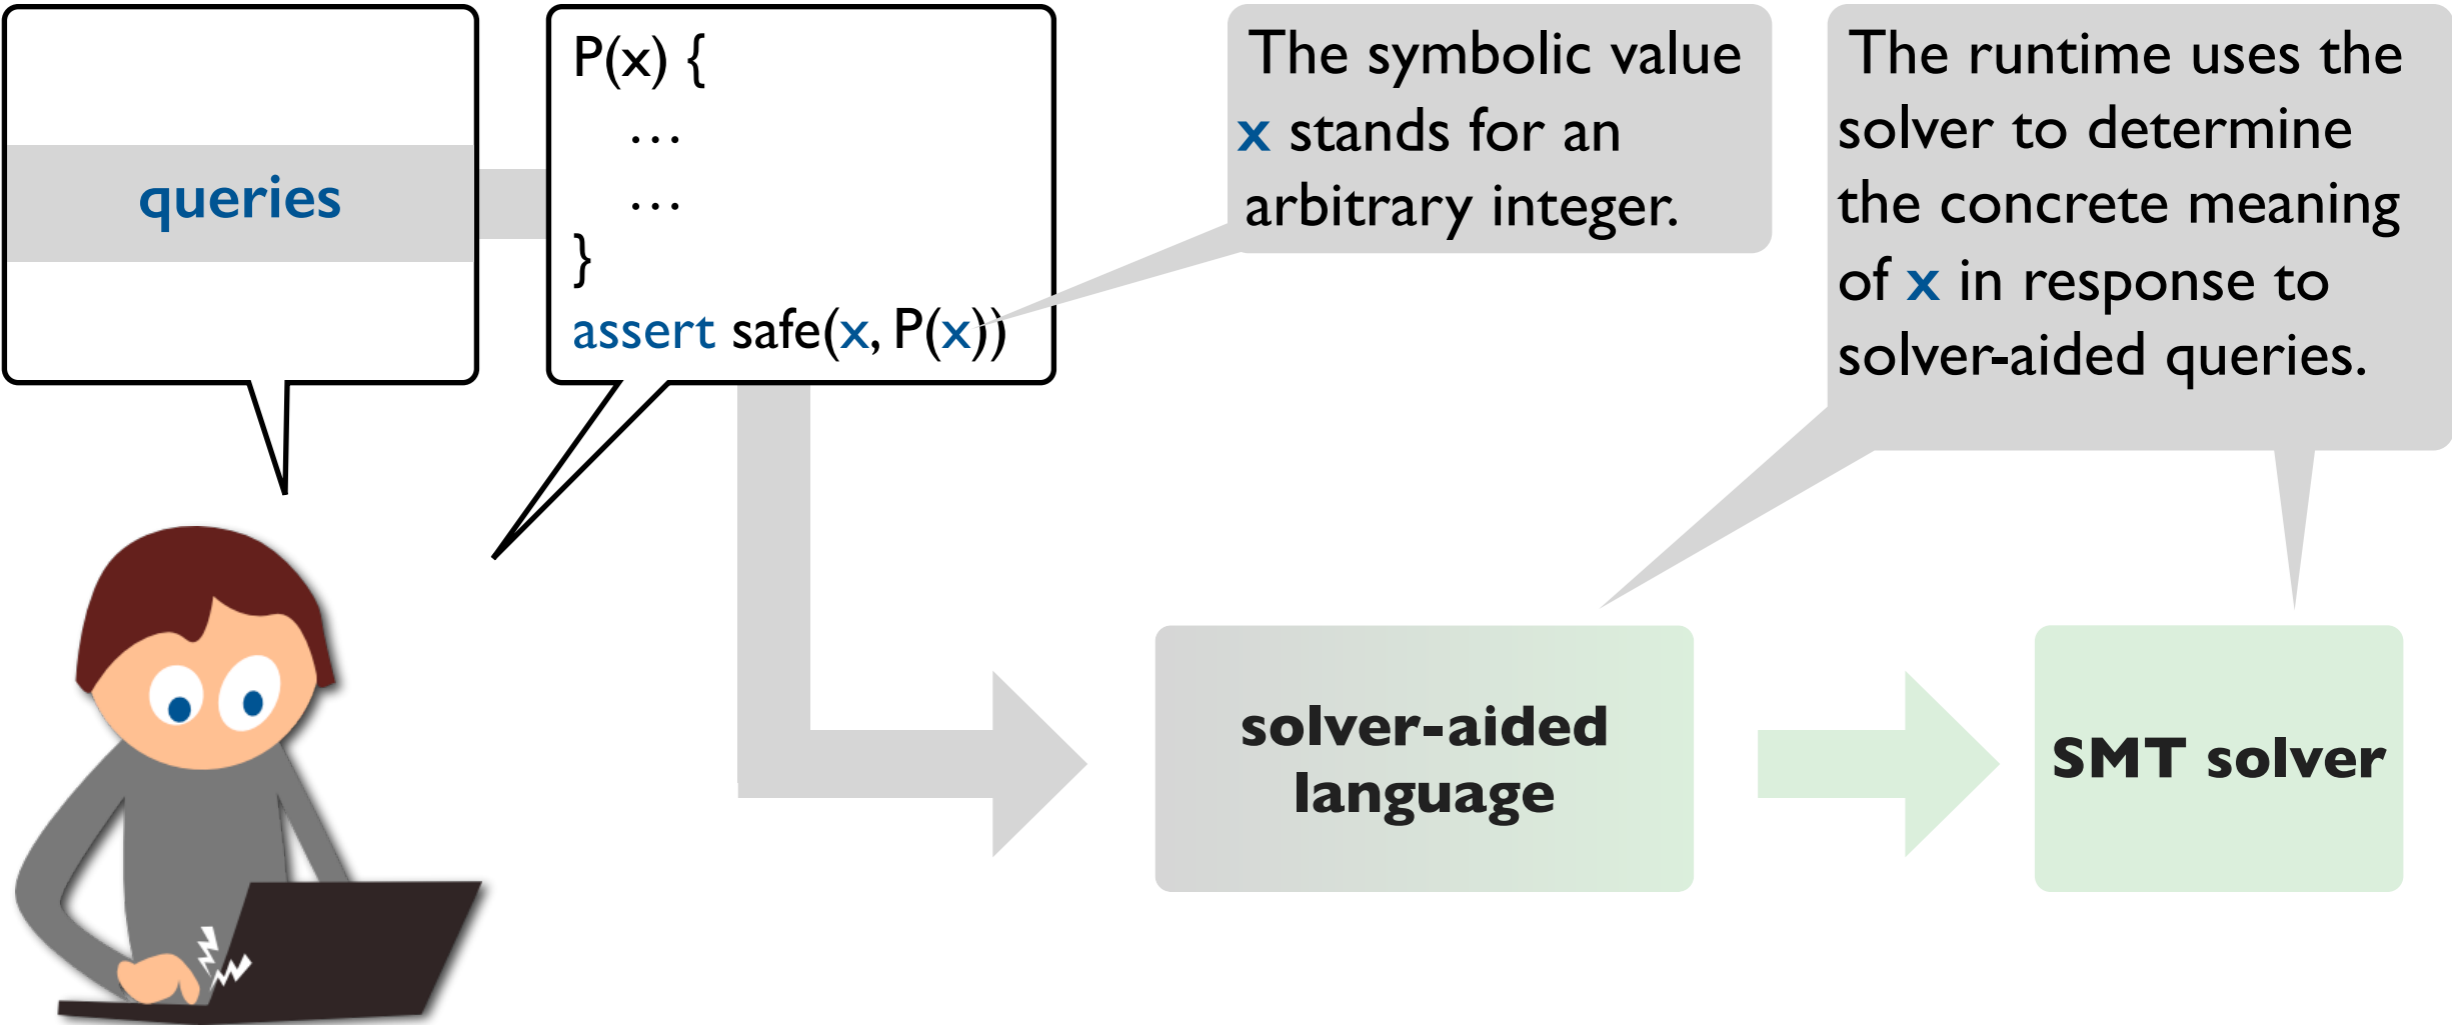 queries
P(x) {
…
…
}
assert safe(x, P(x))
The symbolic value
x stands for an
arbitrary integer.
The runtime uses the
solver to determine
the concrete meaning
of x in response to
solver-aided queries.
solver-aided
language
SMT solver